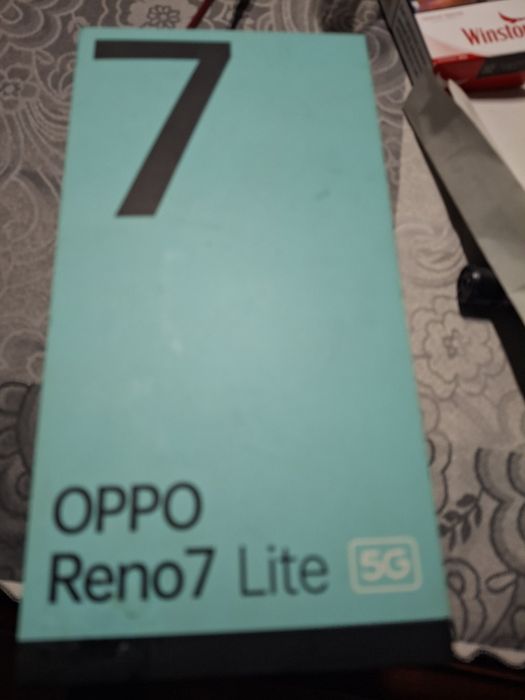 7
Winston
OPPO
Reno7 Lite 5G